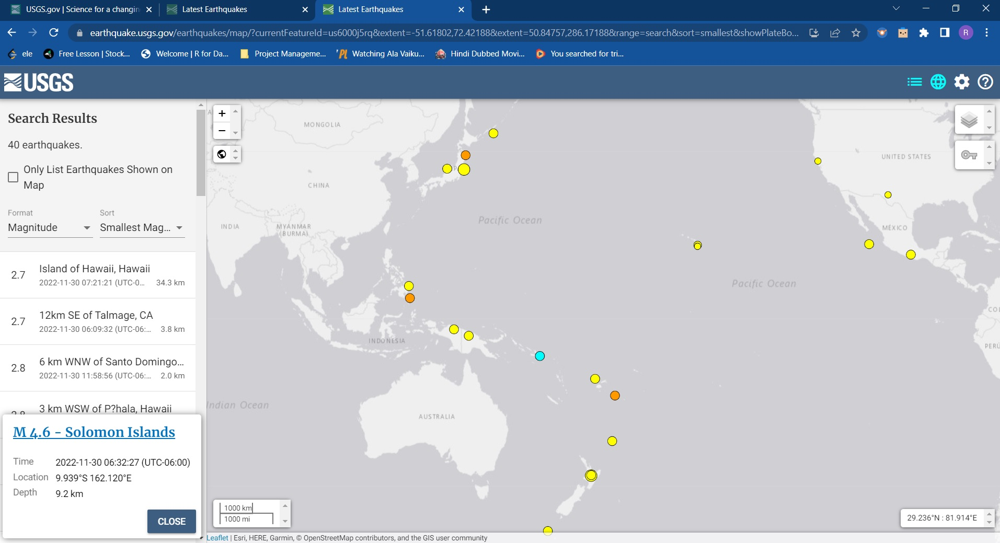 USGS.gov | Science for a changin
Latest Earthquakes
Latest Earthquakes
earthquake.usgs.gov/earthquakes/map/?currentFeatureId=us6000j5rq&extent=-51.61802,72.42188&extent=50.84757,286.17188&range=search&sort=smallest&showPlateBo...
R
ele
Free Lesson | Stock...
Welcome | R for Da...
Project Manageme...
Watching Ala Vaiku...
Hindi Dubbed Movi...
You searched for tri...
USGS
Search Results
40 earthquakes.
Only List Earthquakes Shown on
Map
Format
Sort
Magnitude
Smallest Mag...
2.7
Island of Hawaii, Hawaii
2022-11-30 07:21:21 (UTC-0...
34.3 km
2.7
12km SE of Talmage, CA
2022-11-30 06:09:32 (UTC-06:...
3.8 km
2.8
6 km WNW of Santo Domingo...
2022-11-30 11:58:56 (UTC-06:...
2.0 km
2.8
3 km WSW of P?hala, Hawaii
M 4.6 - Solomon Islands
Time
2022-11-30 06:32:27 (UTC-06:00)
Location
9.939°S 162.120°E
Depth
9.2 km
CLOSE
+
−
MONGOLIA
CHINA
INDIA
MYANMAR
(BURMA)
Pacific Ocean
UNITED STATES
MÉXICO
Pacific Ocean
COL
PERÚ
INDONESIA
Indian Ocean
AUSTRALIA
1000 km
1000 mi
29.236°N : 81.914°E
Leaflet | Esri, HERE, Garmin, © OpenStreetMap contributors, and the GIS user community